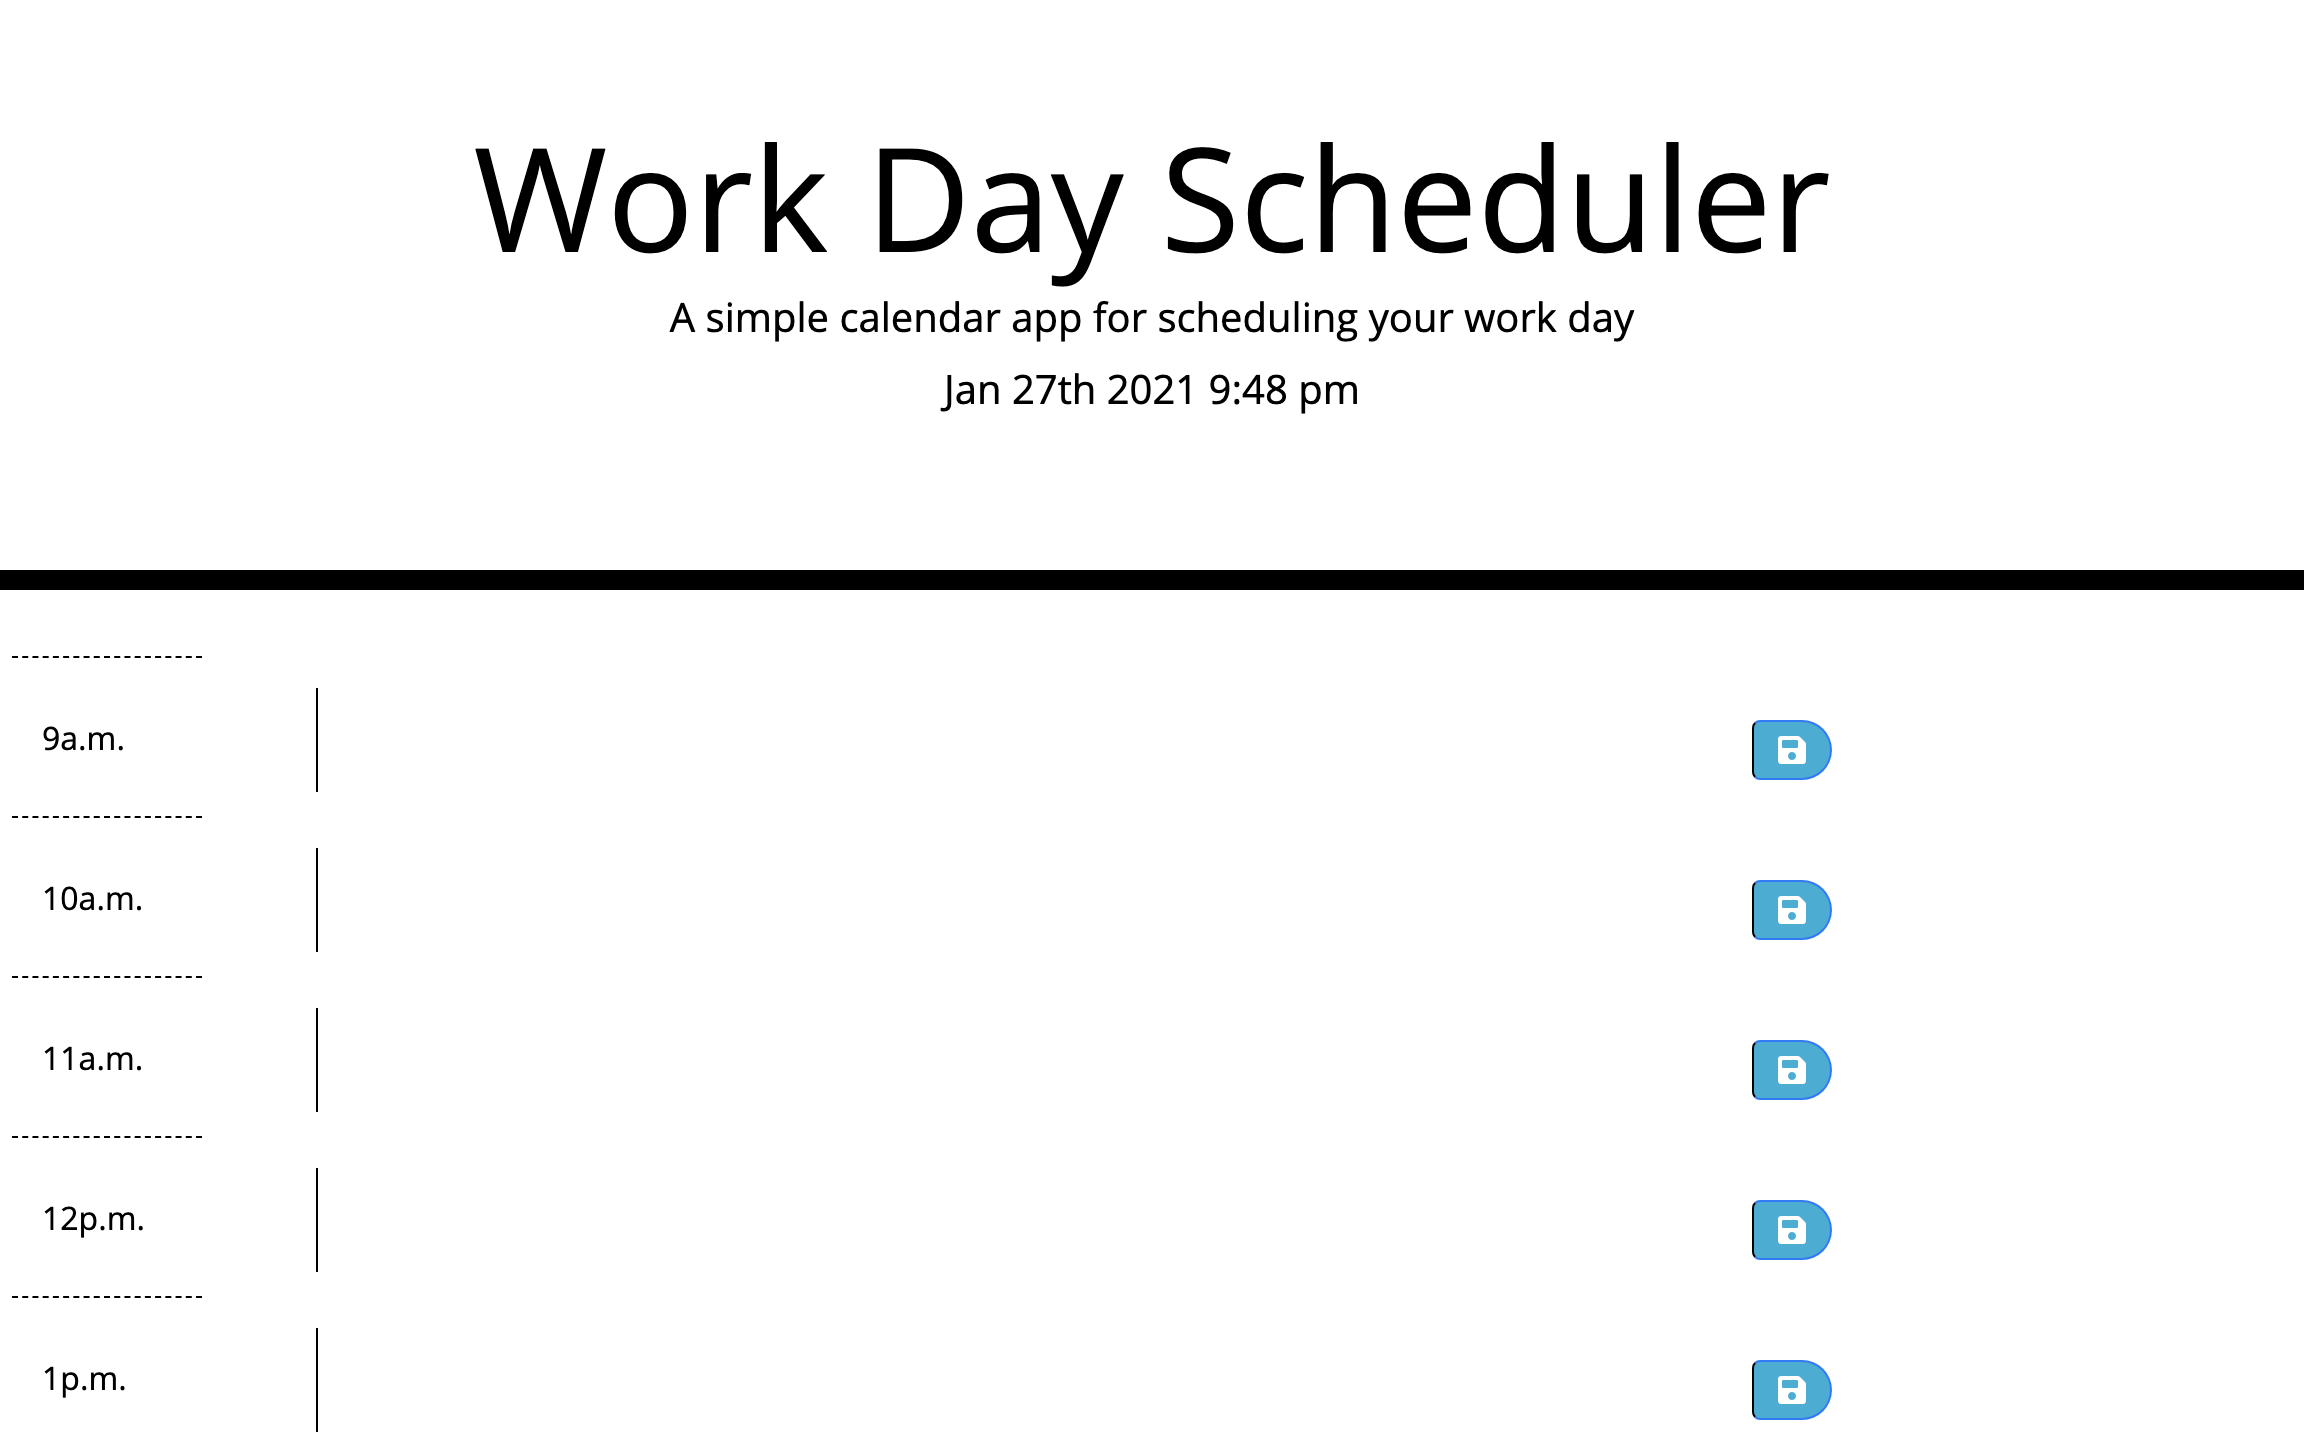 Work Day Scheduler
A simple calendar app for scheduling your work day
Jan 27th 2021 9:48 pm
9a.m.
10a.m.
11a.m.
12p.m.
1p.m.